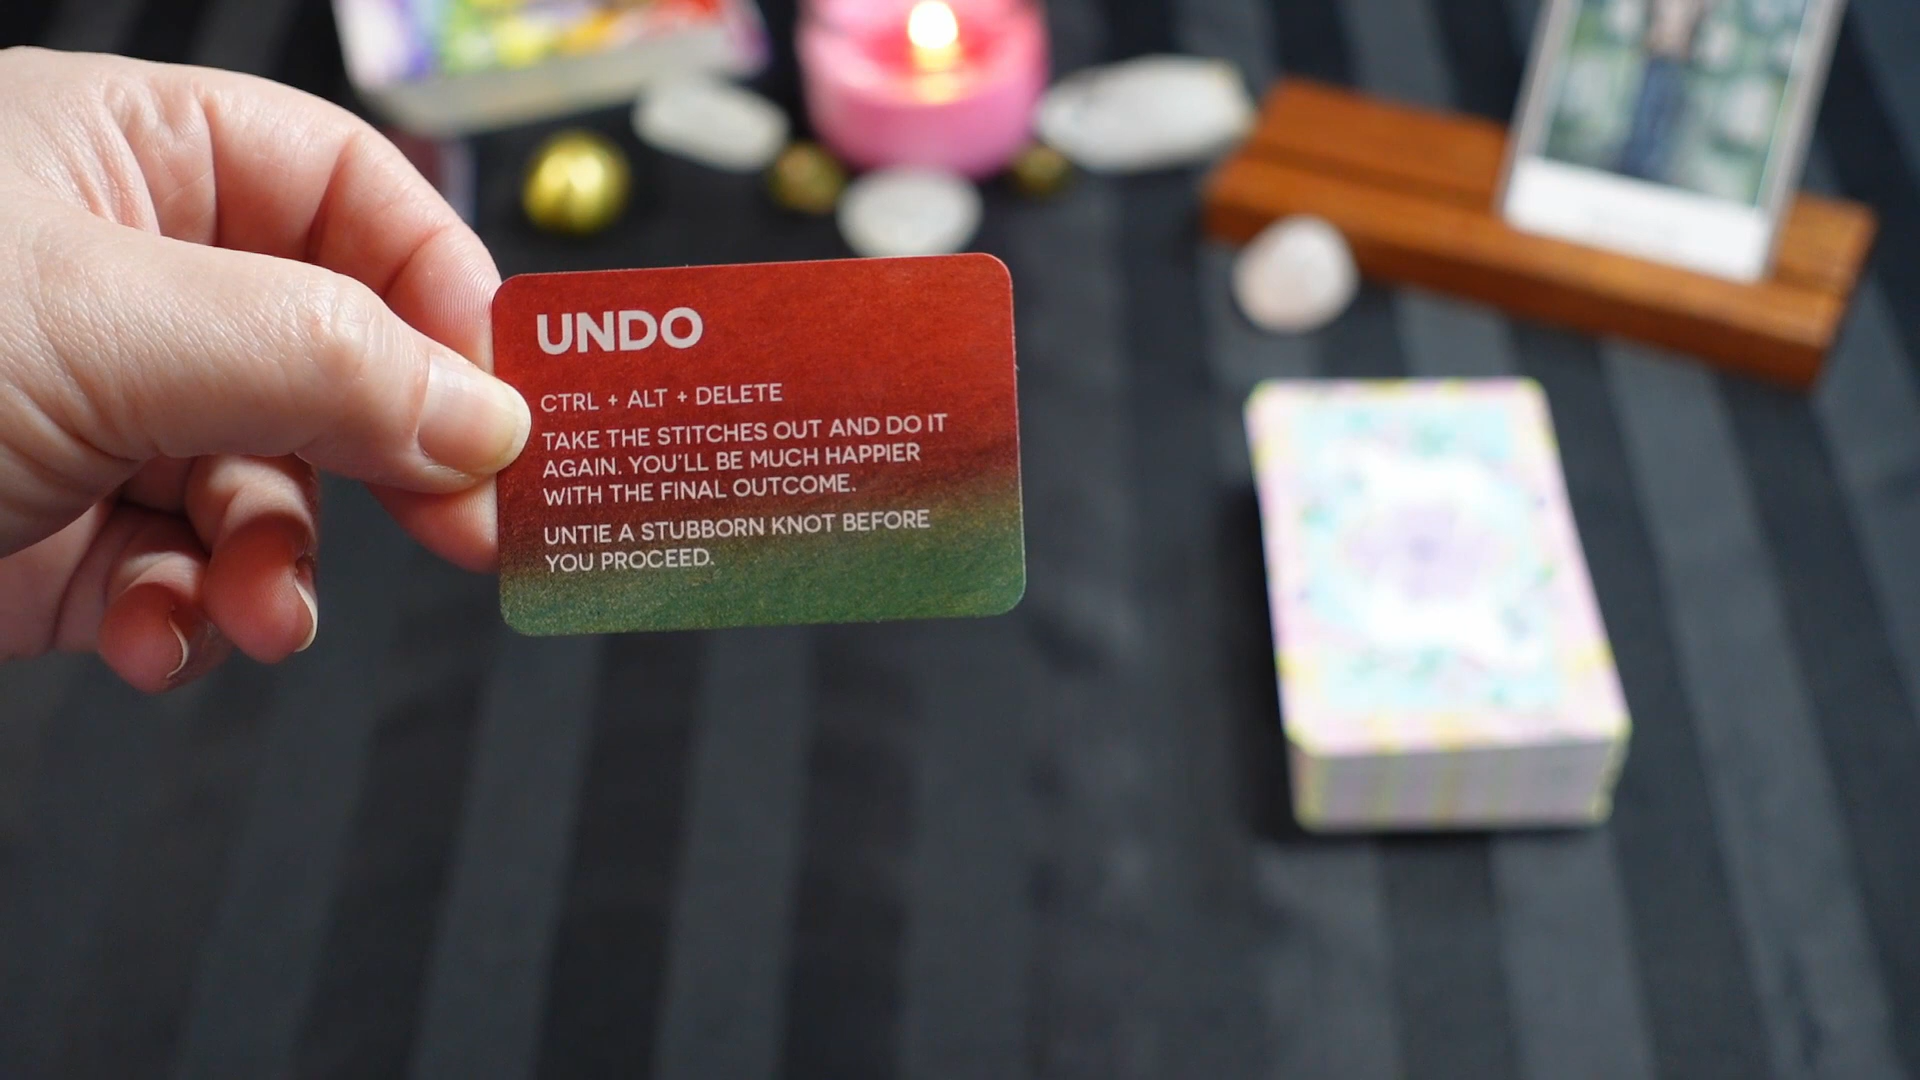 UNDO
CTRL + ALT + DELETE
TAKE THE STITCHES OUT AND DO IT
AGAIN. YOU'LL BE MUCH HAPPIER
WITH THE FINAL OUTCOME.
UNTIE A STUBBORN KNOT BEFORE
YOU PROCEED.